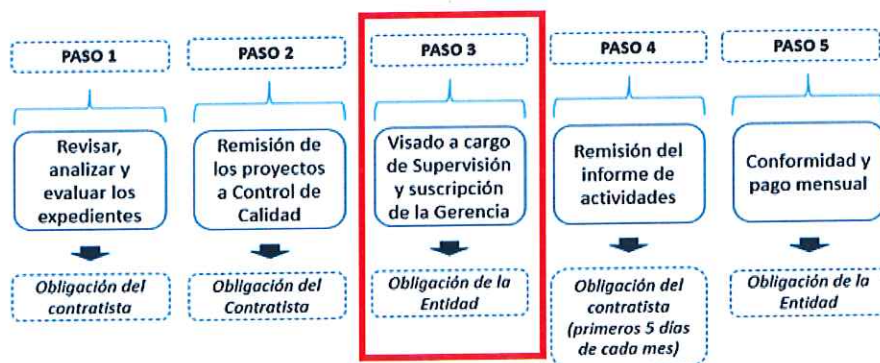 PASO 1
Revisar,
analizar y
evaluar los
expedientes
Obligación del
contratista
PASO 2
Remisión de
los proyectos
a Control de
Calidad
Obligación del
Contratista
PASO 3
Visado a cargo
de Supervisión
y suscripción
de la Gerencia
Obligación de la
Entidad
PASO 4
Remisión del
informe de
actividades
Obligación del
contratista
(primeros 5 días
de cada mes)
PASO 5
Conformidad y
pago mensual
Obligación de la
Entidad